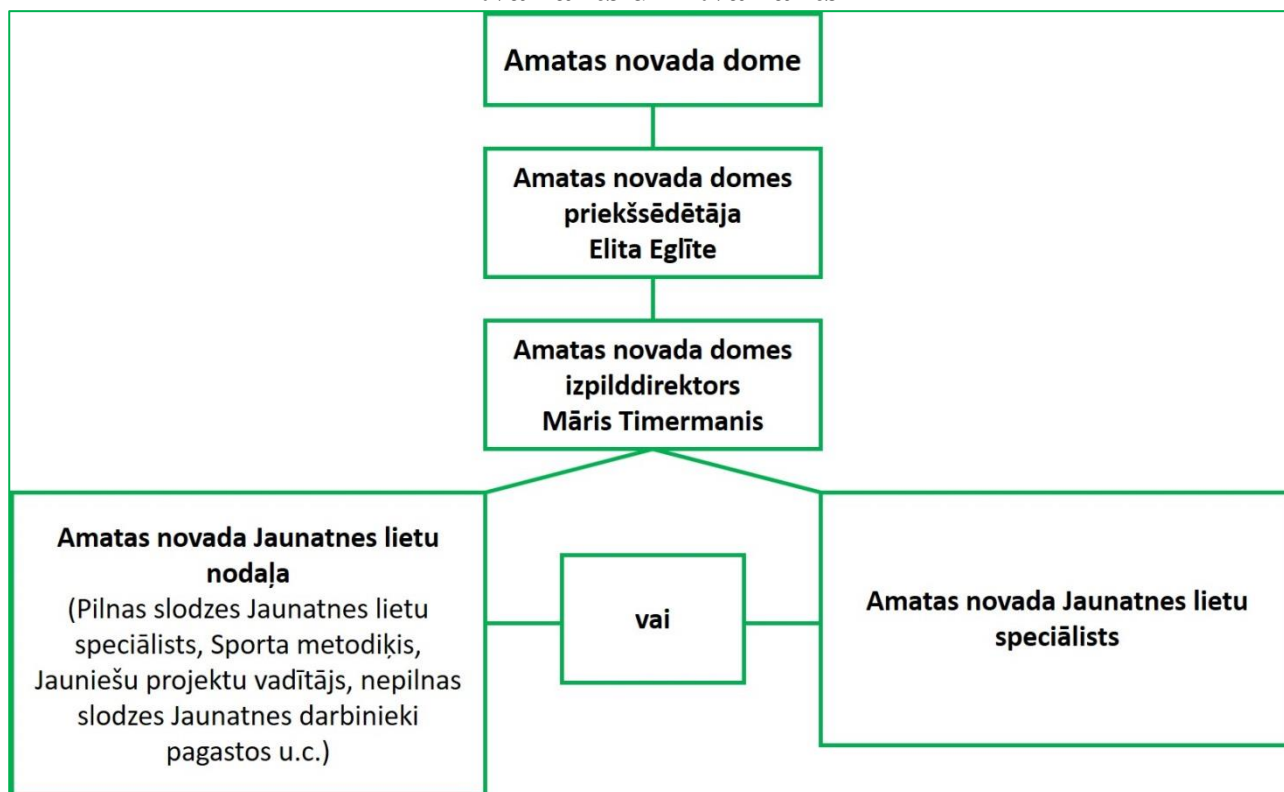 Amatas novada dome
Amatas novada domes
priekšsēdētāja
Elita Eglīte
Amatas novada domes
izpilddirektors
Māris Timermanis
Amatas novada Jaunatnes lietu
nodaļa
(Pilnas slodzes Jaunatnes lietu
speciālists, Sporta metodiķis,
Jauniešu projektu vadītājs, nepilnas
slodzes Jaunatnes darbinieki
pagastos u.c.)
vai
Amatas novada Jaunatnes lietu
speciālists